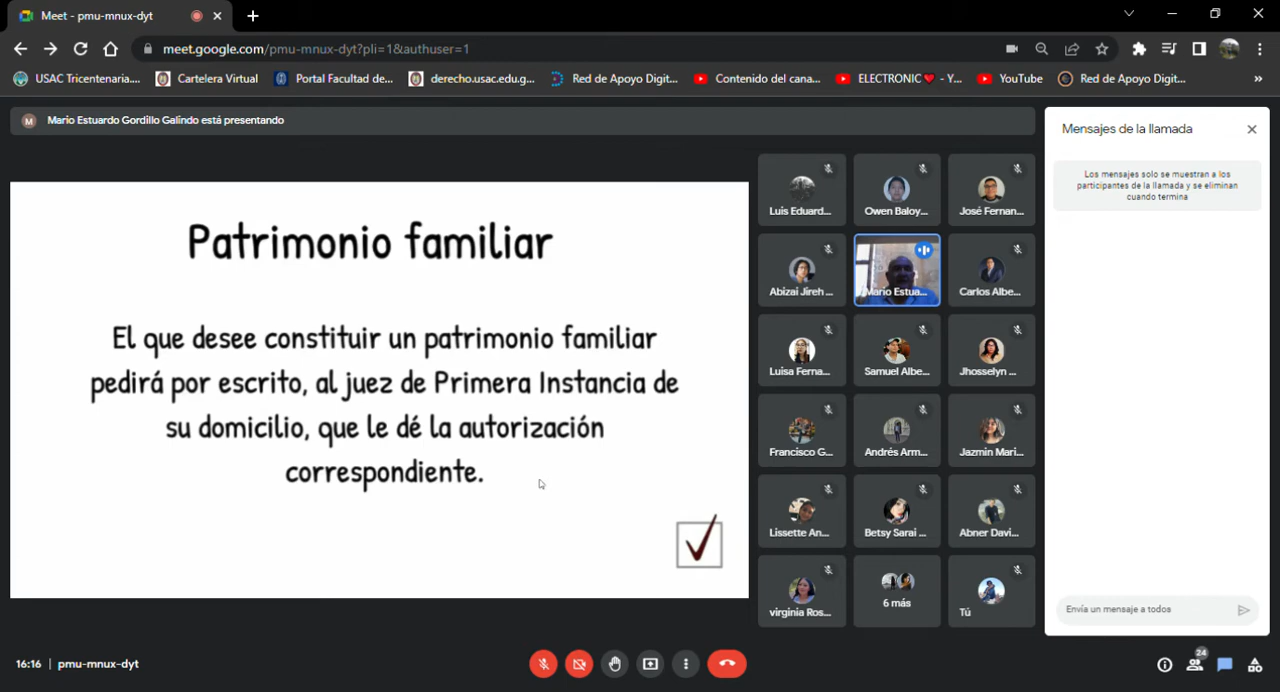 Meet - pmu-mnux-dyt
meet.google.com/pmu-mnux-dyt?pli=1&authuser=1
USAC Tricentenaria....
Cartelera Virtual
Portal Facultad de...
derecho.usac.edu.g...
Red de Apoyo Digit...
Contenido del cana...
ELECTRONIC❤ - Y...
YouTube
Red de Apoyo Digit...
»
M
Mario Estuardo Gordillo Galindo está presentando
Patrimonio familiar
El que desee constituir un patrimonio familiar
pedirá por escrito, al juez de Primera Instancia de
su domicilio, que le dé la autorización
correspondiente.
Luis Eduard...
Owen Baloy...
José Fernan...
Abizai Jireh ...
Mario Estua...
Carlos Albe...
Luisa Ferna...
Samuel Albe...
Jhosselyn ...
Francisco G...
Andrés Arm...
Jazmin Mari...
Lissette An...
Betsy Sarai ...
Abner Davi...
virginia Ros...
6 más
Tú
Mensajes de la llamada
Los mensajes solo se muestran a los
participantes de la llamada y se eliminan
cuando termina
Envía un mensaje a todos
16:16 | pmu-mnux-dyt
24